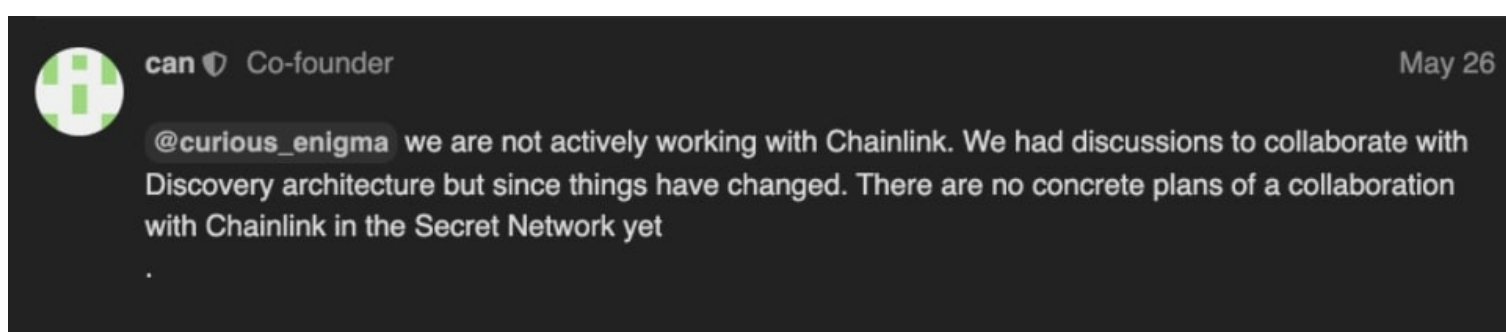 can Co-founder May 26
@curious_enigma we are not actively working with Chainlink. We had discussions to collaborate with
Discovery architecture but since things have changed. There are no concrete plans of a collaboration
with Chainlink in the Secret Network yet
.